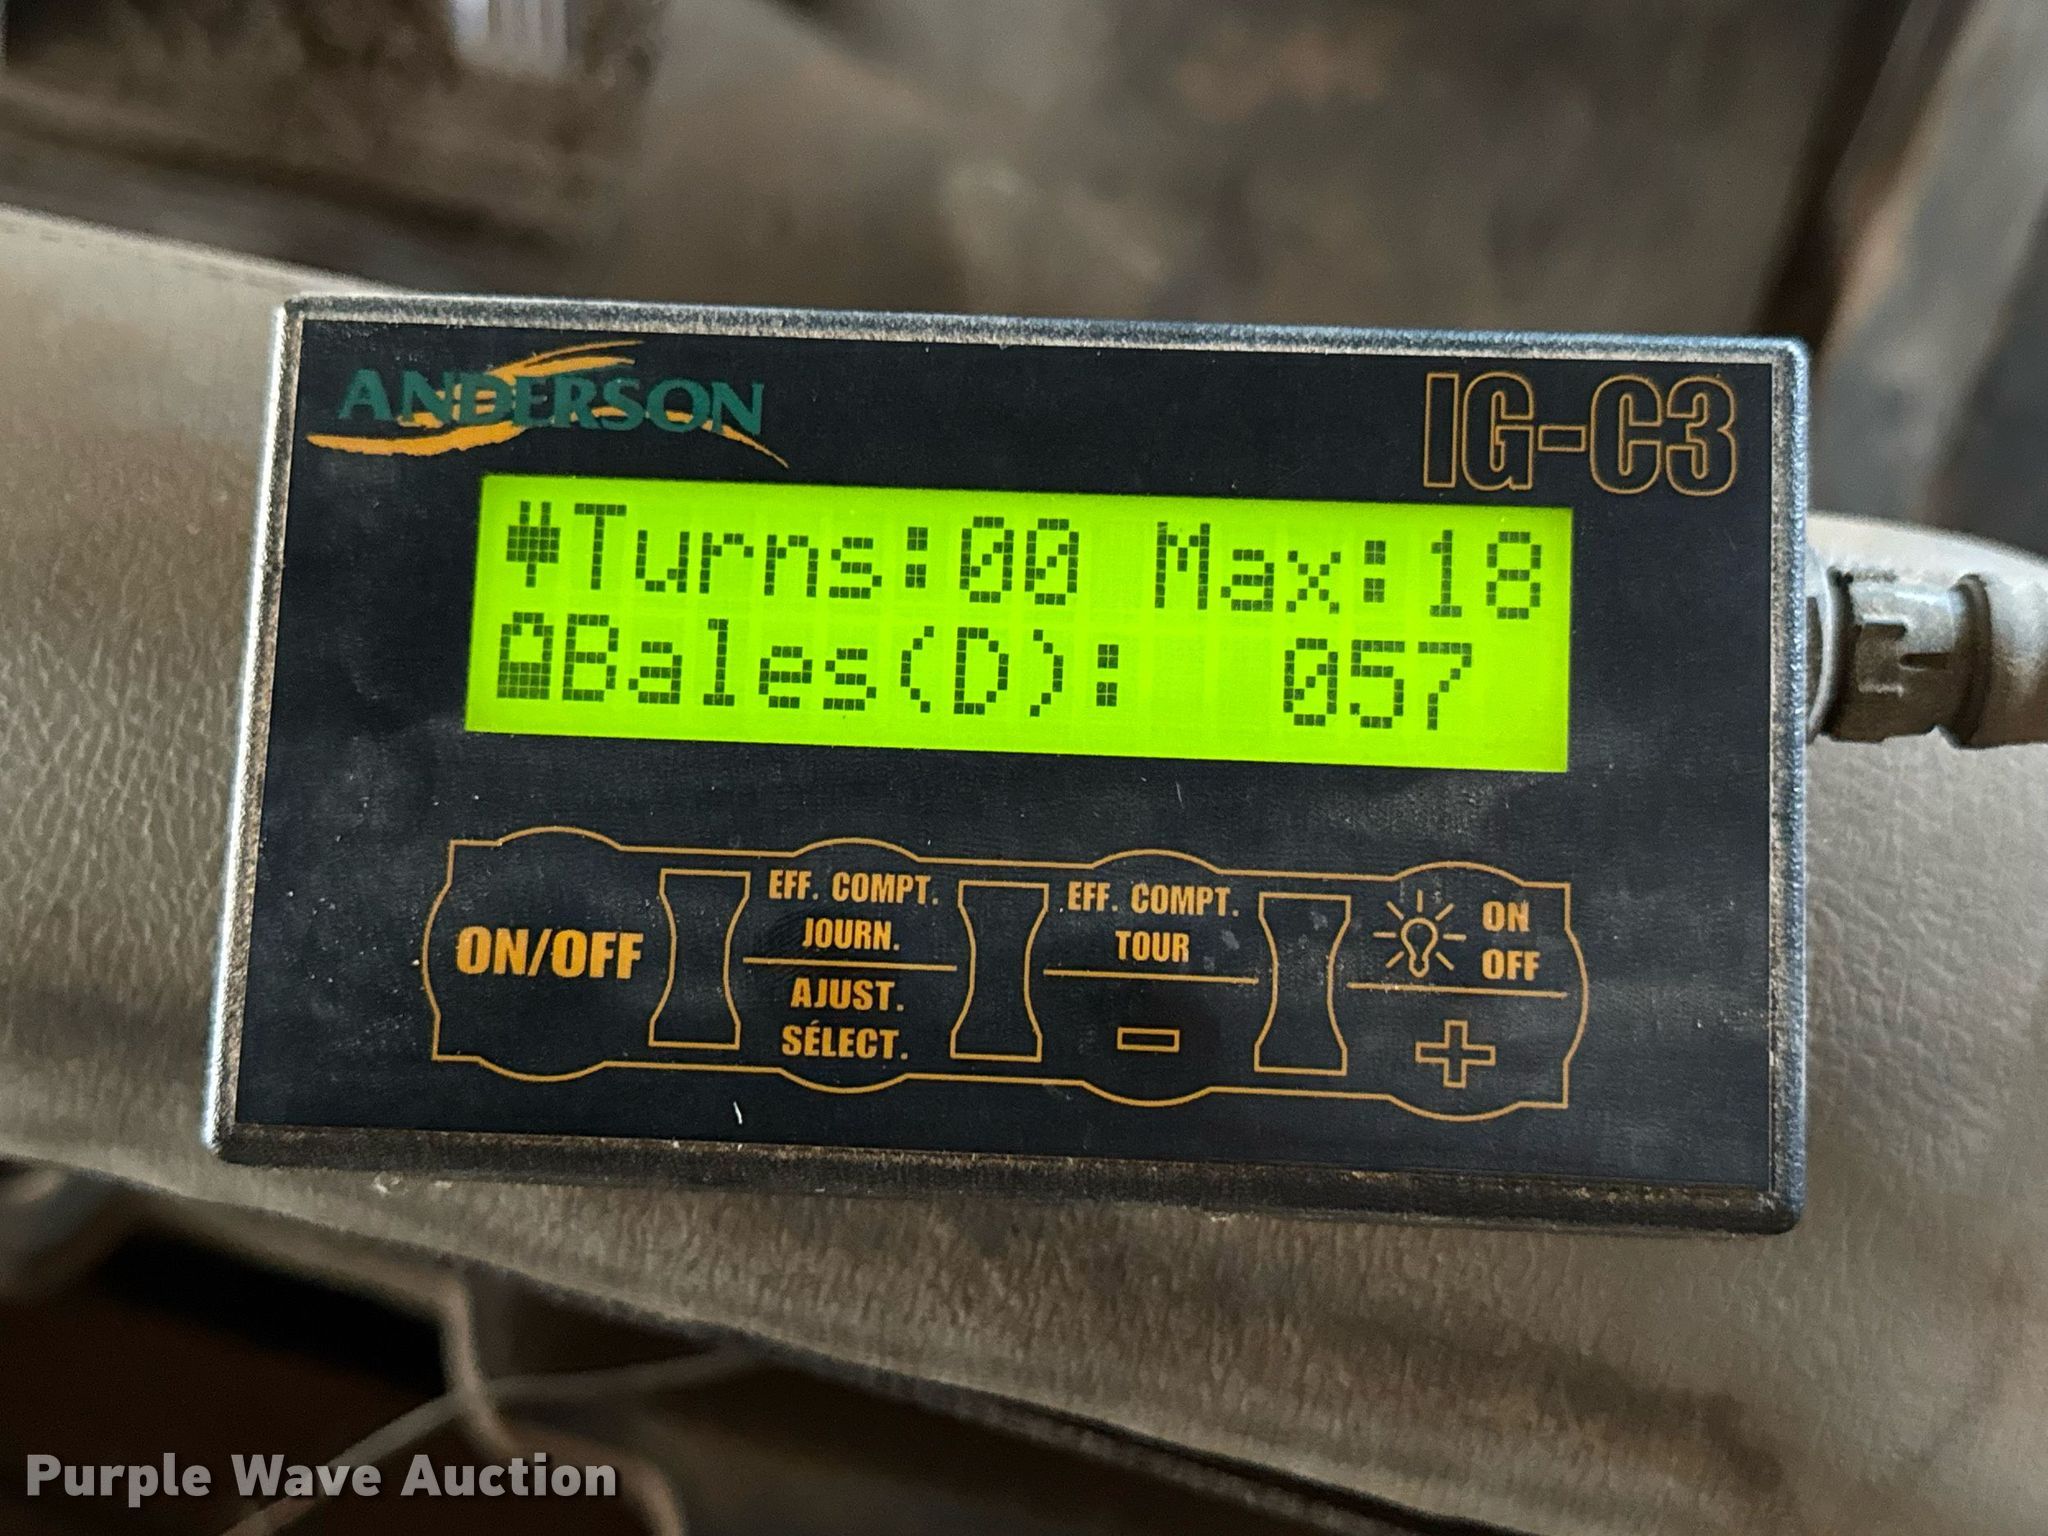 ANDERSON
IG-C3
Turns:00 Max:18
Bales(D): 057
ON/OFF
EFF. COMPT.
JOURN.
AJUST.
SÉLECT.
EFF. COMPT.
TOUR
-
ON
OFF
+
Purple Wave Auction